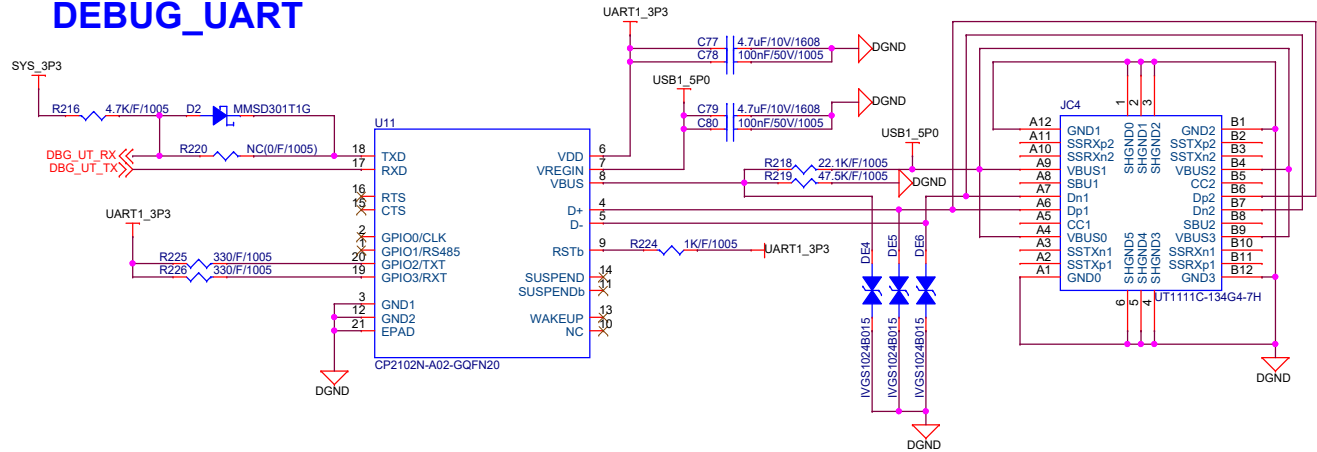 DEBUG_UART
SYS_3P3
R216 4.7K/F/1005 D2 MMSD301T1G
DBG_UT_RX
DBG_UT_TX
R220 NC(0/F/1005)
UART1_3P3
R225 330/F/1005
R226 330/F/1005
DGND
U11
18 TXD
17 RXD
16 RTS
15 CTS
2 GPIO0/CLK
1 GPIO1/RS485
20 GPIO2/TXT
19 GPIO3/RXT
3 GND1
12 GND2
21 EPAD
VDD 6
VREGIN 7
VBUS 8
D+ 4
D- 5
RSTb 9
SUSPEND 14
SUSPENDb 11
WAKEUP 13
NC 10
CP2102N-A02-GQFN20
UART1_3P3
C77 4.7uF/10V/1608
C78 100nF/50V/1005
DGND
USB1_5P0
C79 4.7uF/10V/1608
C80 100nF/50V/1005
DGND
USB1_5P0
R218 22.1K/F/1005
R219 47.5K/F/1005
DGND
R224 1K/F/1005 UART1_3P3
DE4 DE5 DE6
IVGS1024B015 IVGS1024B015 IVGS1024B015
DGND
JC4
1 2 3
SHGND0 SHGND1 SHGND2
A12 GND1
A11 SSRXp2
A10 SSRXn2
A9 VBUS1
A8 SBU1
A7 Dn1
A6 Dp1
A5 CC1
A4 VBUS0
A3 SSTXn1
A2 SSTXp1
A1 GND0
GND2 B1
SSTXp2 B2
SSTXn2 B3
VBUS2 B4
CC2 B5
Dp2 B6
Dn2 B7
SBU2 B8
VBUS3 B9
SSRXn1 B10
SSRXp1 B11
GND3 B12
SHGND5 SHGND4 SHGND3
6 5 4
UT1111C-134G4-7H
DGND